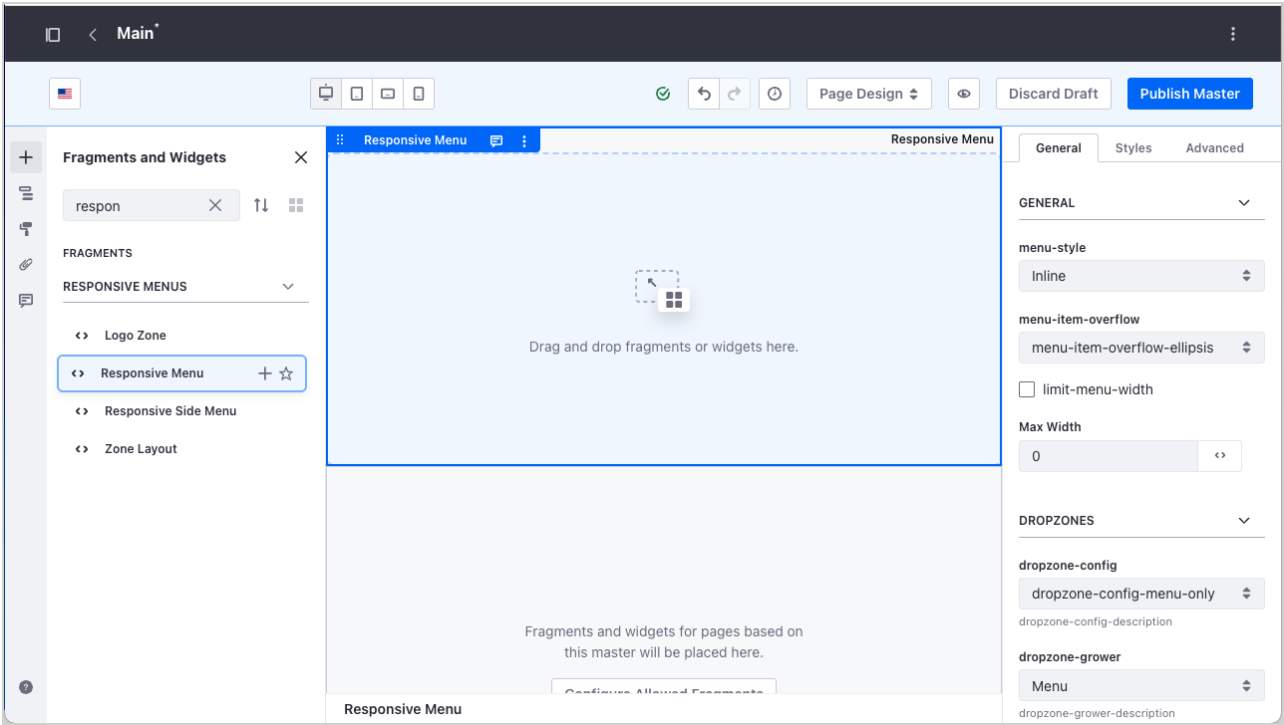 Main*
Page Design
Discard Draft
Publish Master
Fragments and Widgets
respon
FRAGMENTS
RESPONSIVE MENUS
Logo Zone
Responsive Menu
Responsive Side Menu
Zone Layout
Responsive Menu
Responsive Menu
Drag and drop fragments or widgets here.
Fragments and widgets for pages based on
this master will be placed here.
Configure Allowed Fragments
Responsive Menu
General
Styles
Advanced
GENERAL
menu-style
Inline
menu-item-overflow
menu-item-overflow-ellipsis
limit-menu-width
Max Width
0
DROPZONES
dropzone-config
dropzone-config-menu-only
dropzone-config-description
dropzone-grower
Menu
dropzone-grower-description